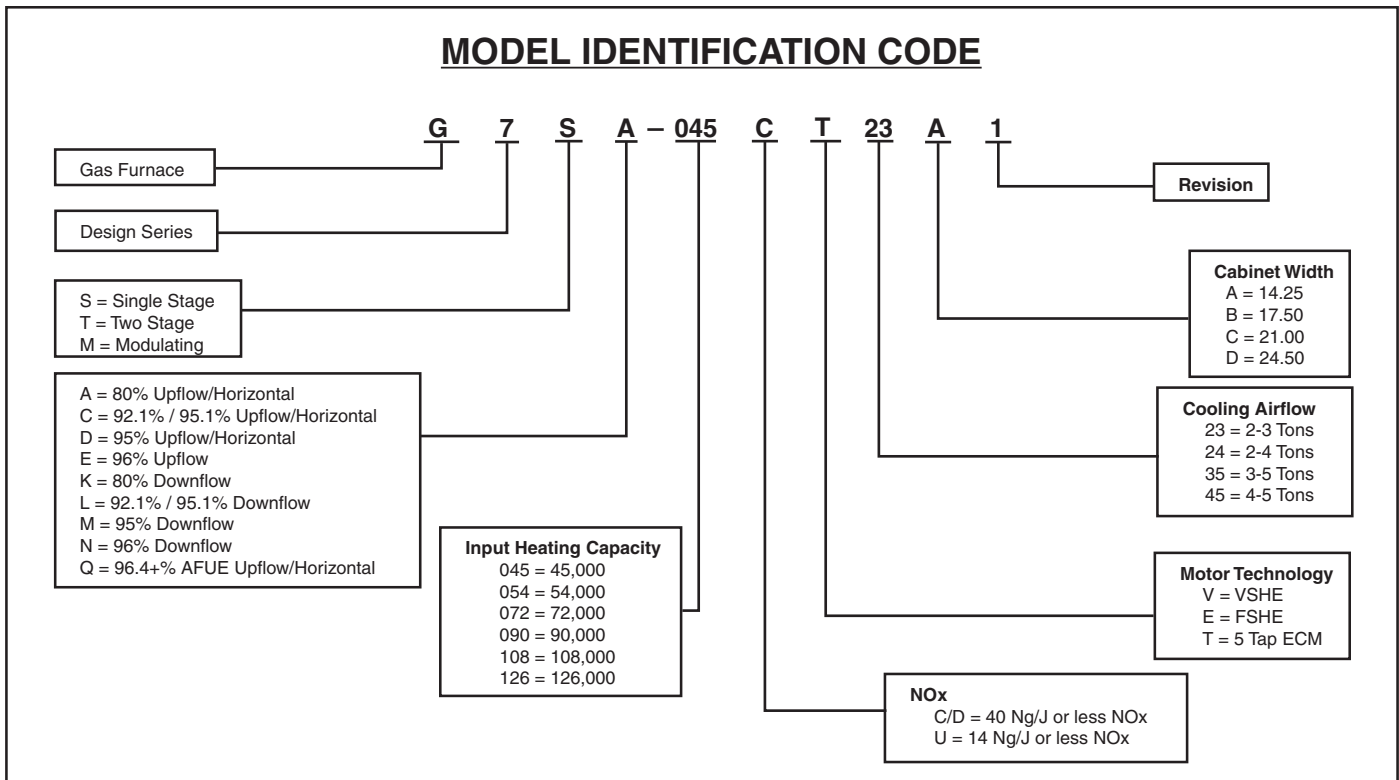 MODEL IDENTIFICATION CODE
G 7 S A – 045 C T 23 A 1
Gas Furnace
Design Series
S = Single Stage
T = Two Stage
M = Modulating
A = 80% Upflow/Horizontal
C = 92.1% / 95.1% Upflow/Horizontal
D = 95% Upflow/Horizontal
E = 96% Upflow
K = 80% Downflow
L = 92.1% / 95.1% Downflow
M = 95% Downflow
N = 96% Downflow
Q = 96.4+% AFUE Upflow/Horizontal
Input Heating Capacity
045 = 45,000
054 = 54,000
072 = 72,000
090 = 90,000
108 = 108,000
126 = 126,000
Revision
Cabinet Width
A = 14.25
B = 17.50
C = 21.00
D = 24.50
Cooling Airflow
23 = 2-3 Tons
24 = 2-4 Tons
35 = 3-5 Tons
45 = 4-5 Tons
Motor Technology
V = VSHE
E = FSHE
T = 5 Tap ECM
NOx
C/D = 40 Ng/J or less NOx
U = 14 Ng/J or less NOx